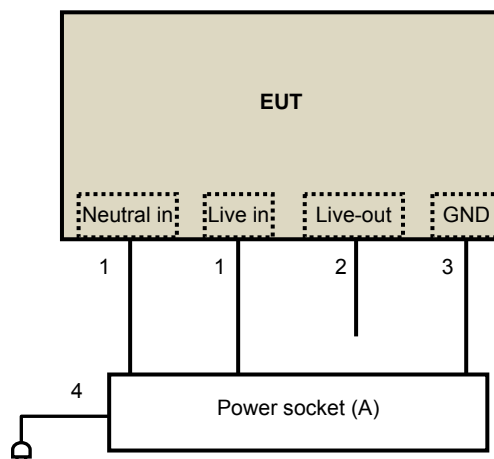 EUT
Neutral in Live in Live-out GND
1 1 2 3
4
Power socket (A)